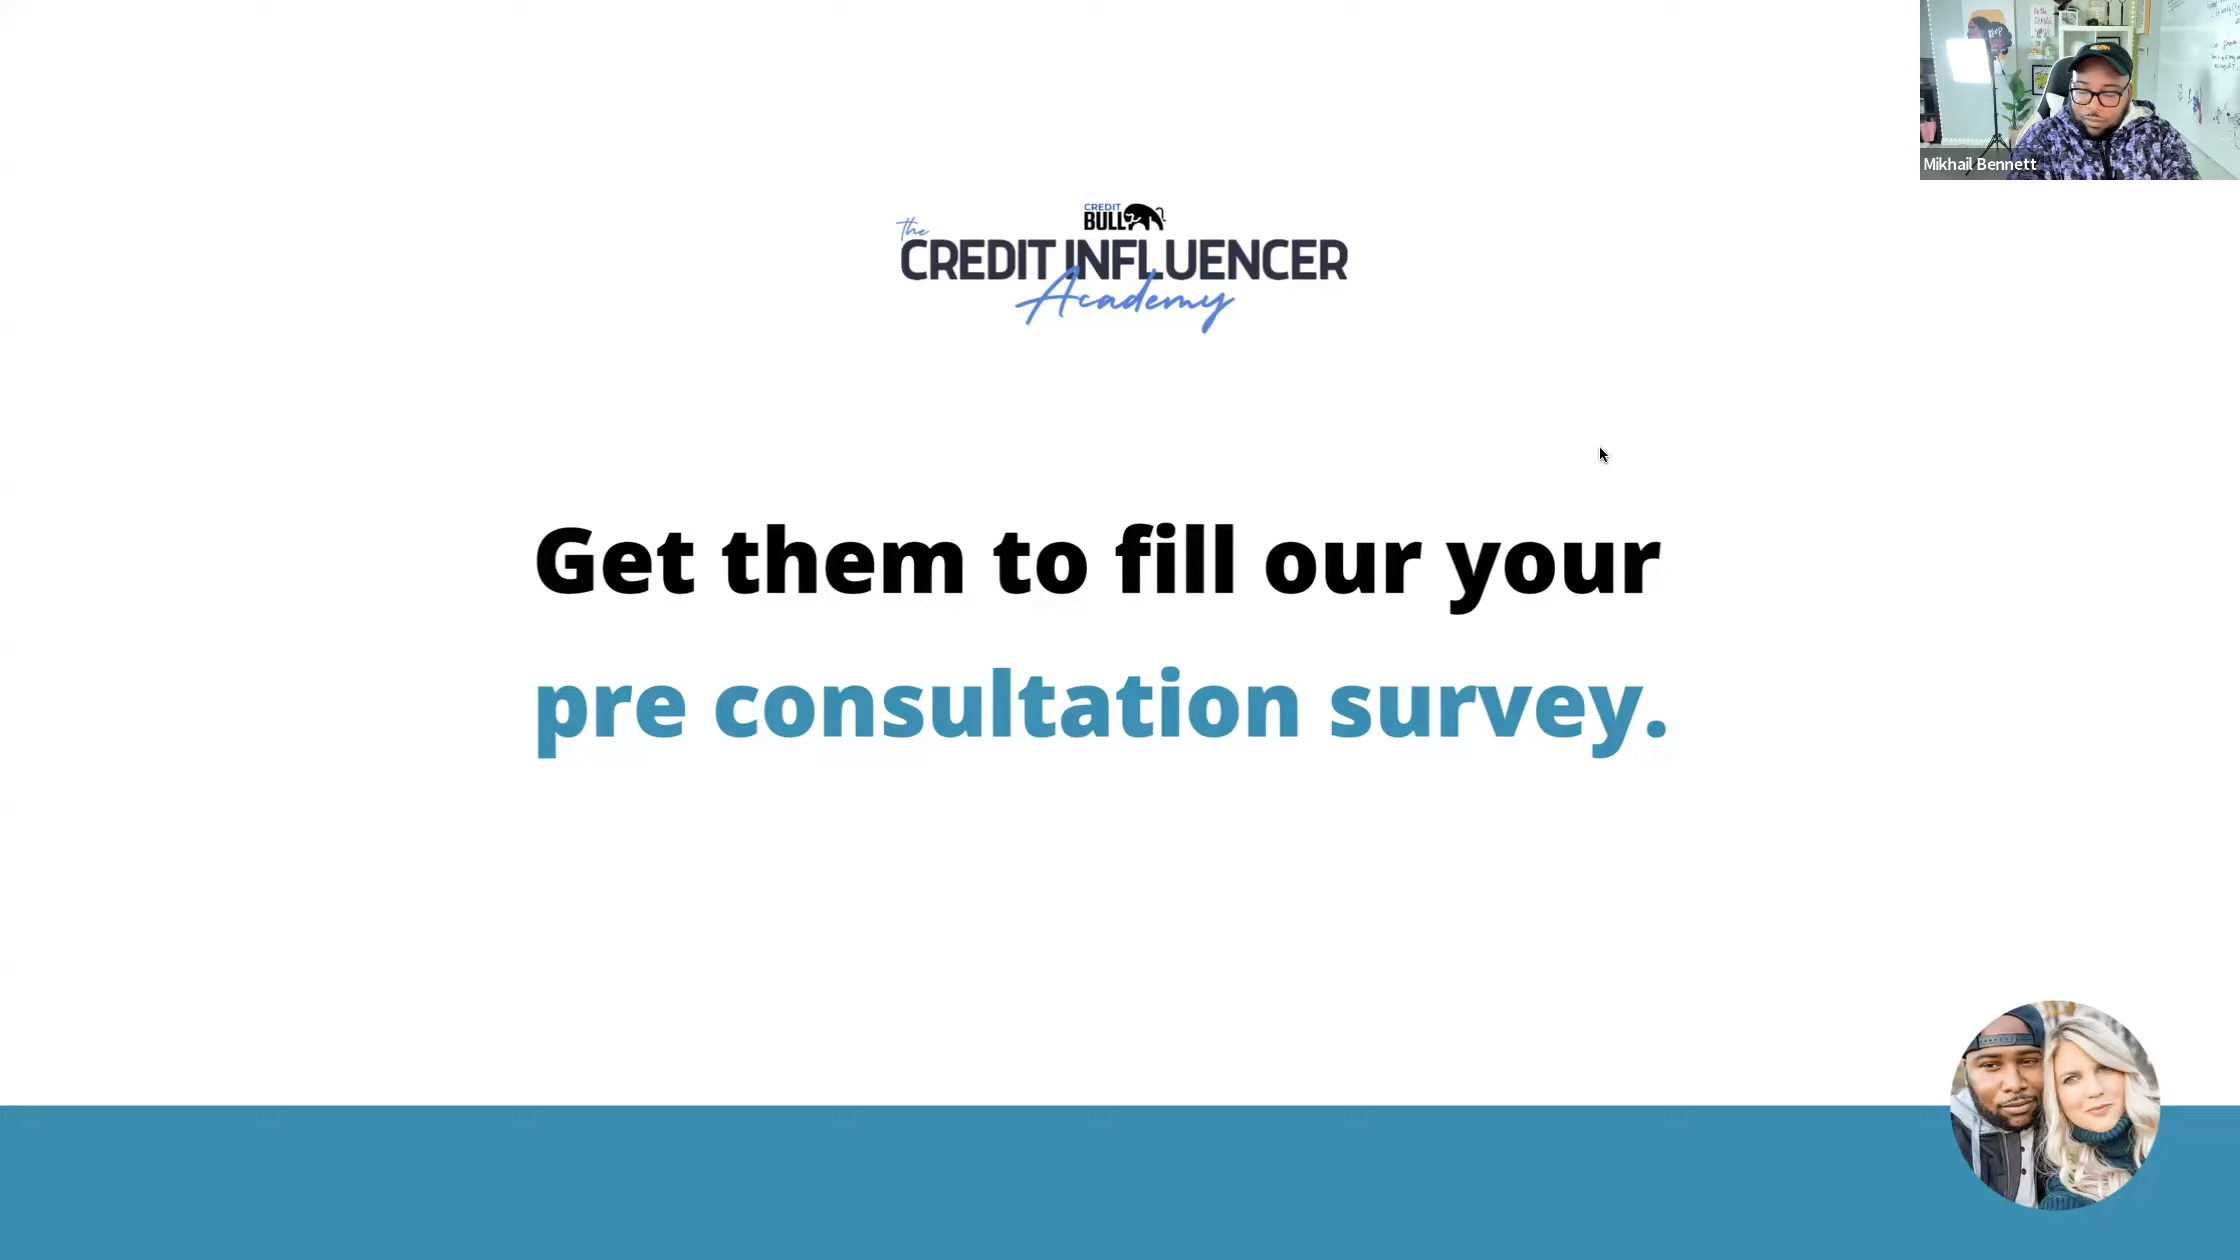 Mikhail Bennett
CREDIT
BULL
the
CREDIT INFLUENCER
Academy
Get them to fill our your
pre consultation survey.